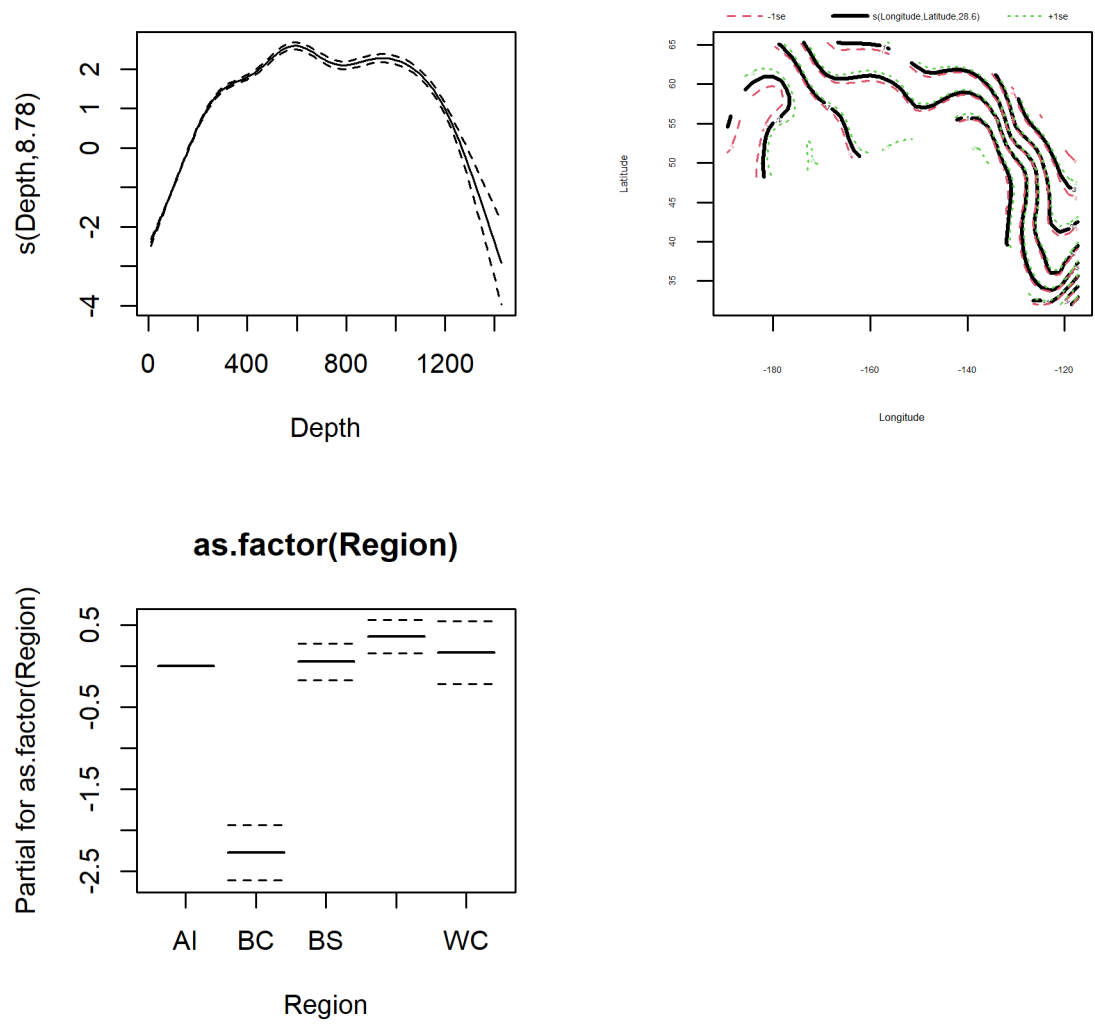 s(Depth,8.78)
2
1
0
-2
-4
0
400
800
1200
Depth
-1se
s(Longitude,Latitude,28.6)
+1se
Latitude
65
60
55
50
45
40
35
-180
-160
-140
-120
Longitude
as.factor(Region)
Partial for as.factor(Region)
0.5
-0.5
-1.5
-2.5
AI
BC
BS
WC
Region